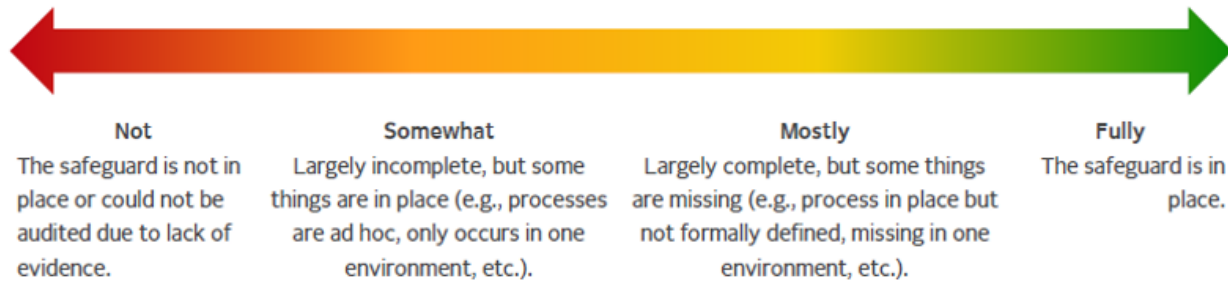 Not
The safeguard is not in
place or could not be
audited due to lack of
evidence.
Somewhat
Largely incomplete, but some
things are in place (e.g., processes
are ad hoc, only occurs in one
environment, etc.).
Mostly
Largely complete, but some things
are missing (e.g., process in place but
not formally defined, missing in one
environment, etc.).
Fully
The safeguard is in
place.